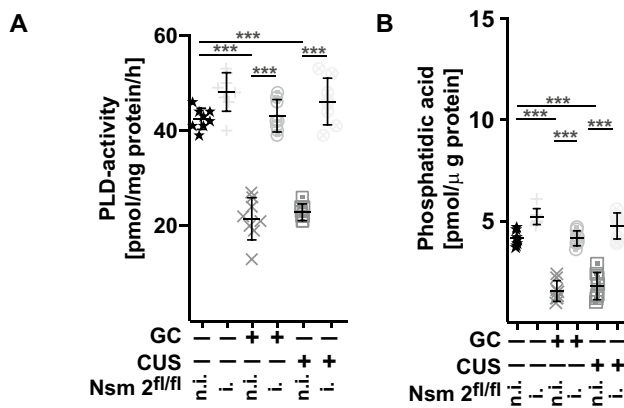 A
PLD-activity
[pmol/mg protein/h]
60
40
20
*** *** *** ***
GC − − + + − −
CUS − − − − + +
Nsm 2fl/fl n.i. i. n.i. i. n.i. i.
B
Phosphatidic acid
[pmol/μ g protein]
15
10
5
0
*** *** *** ***
GC − − + + − −
CUS − − − − + +
Nsm 2fl/fl n.i. i. n.i. i. n.i. i.